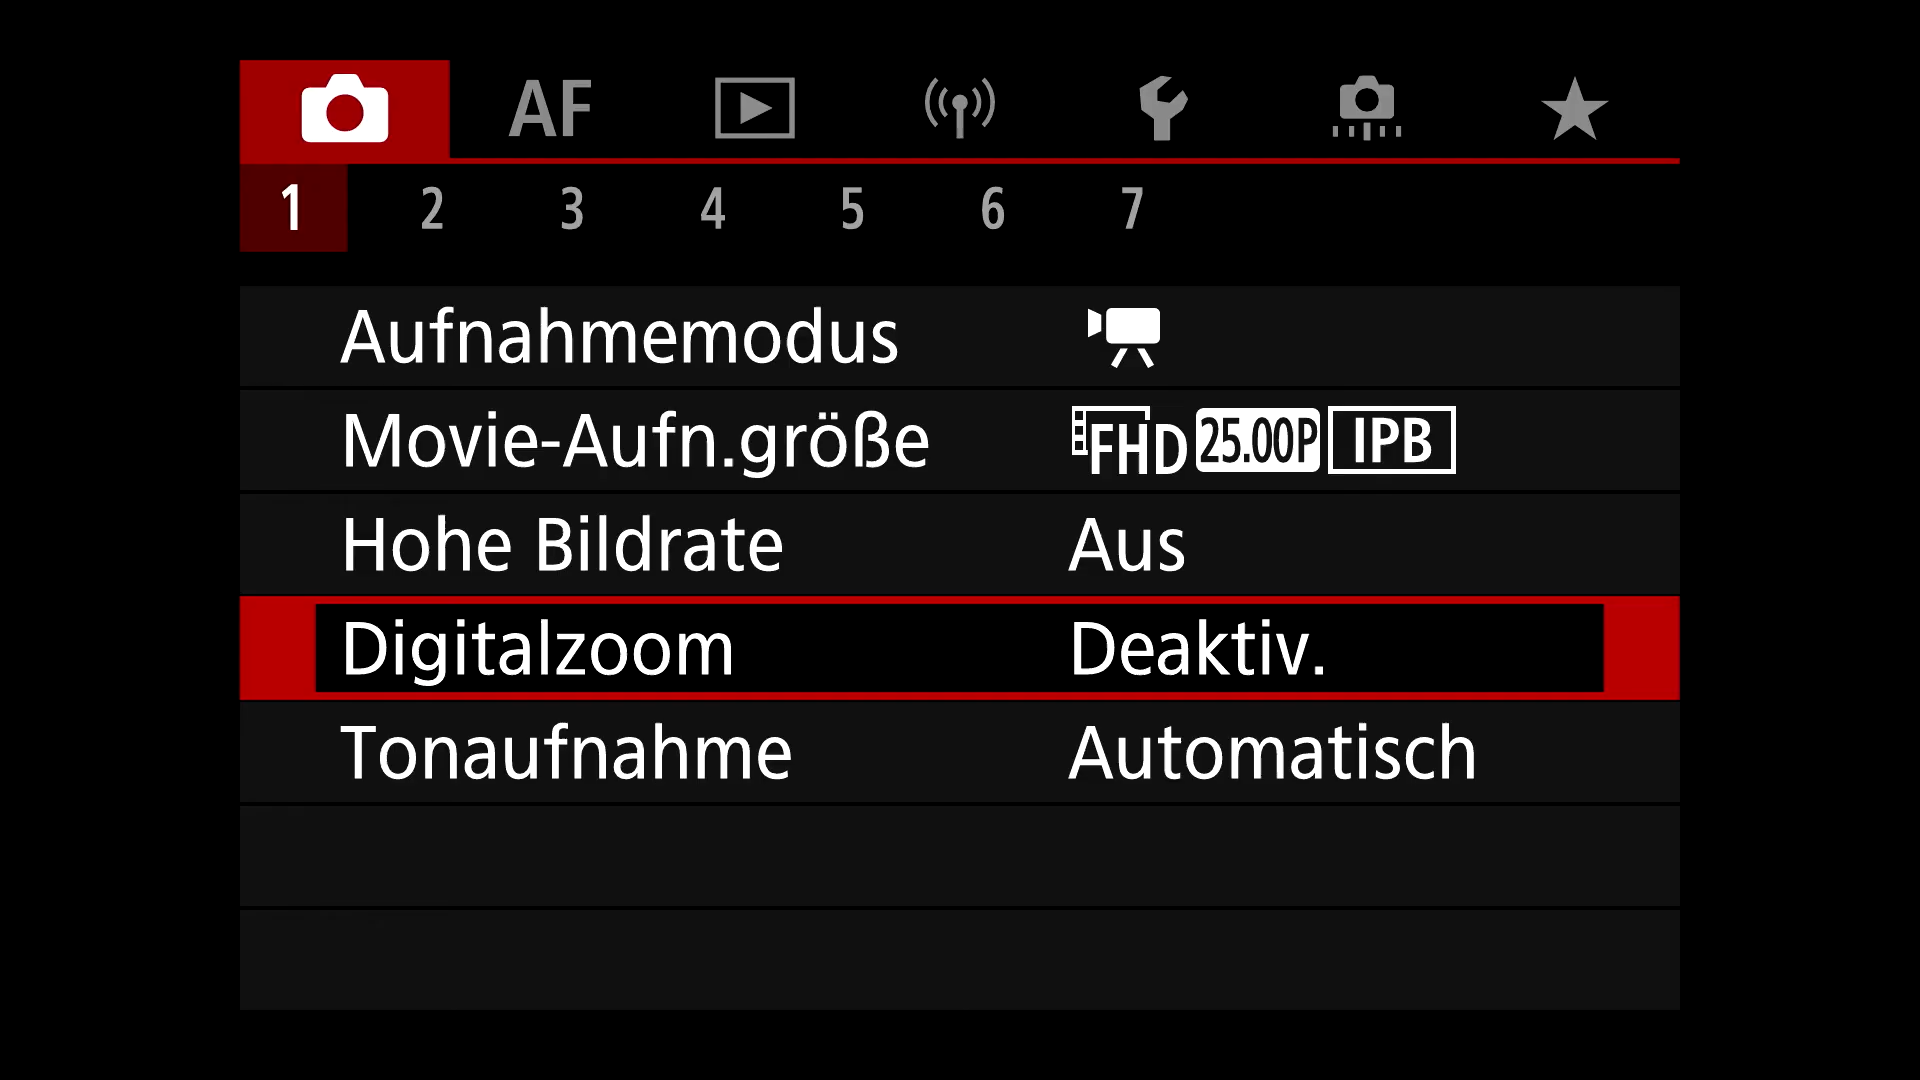 AF
1 2 3 4 5 6 7
Aufnahmemodus
Movie-Aufn.größe FHD 25.00P IPB
Hohe Bildrate Aus
Digitalzoom Deaktiv.
Tonaufnahme Automatisch